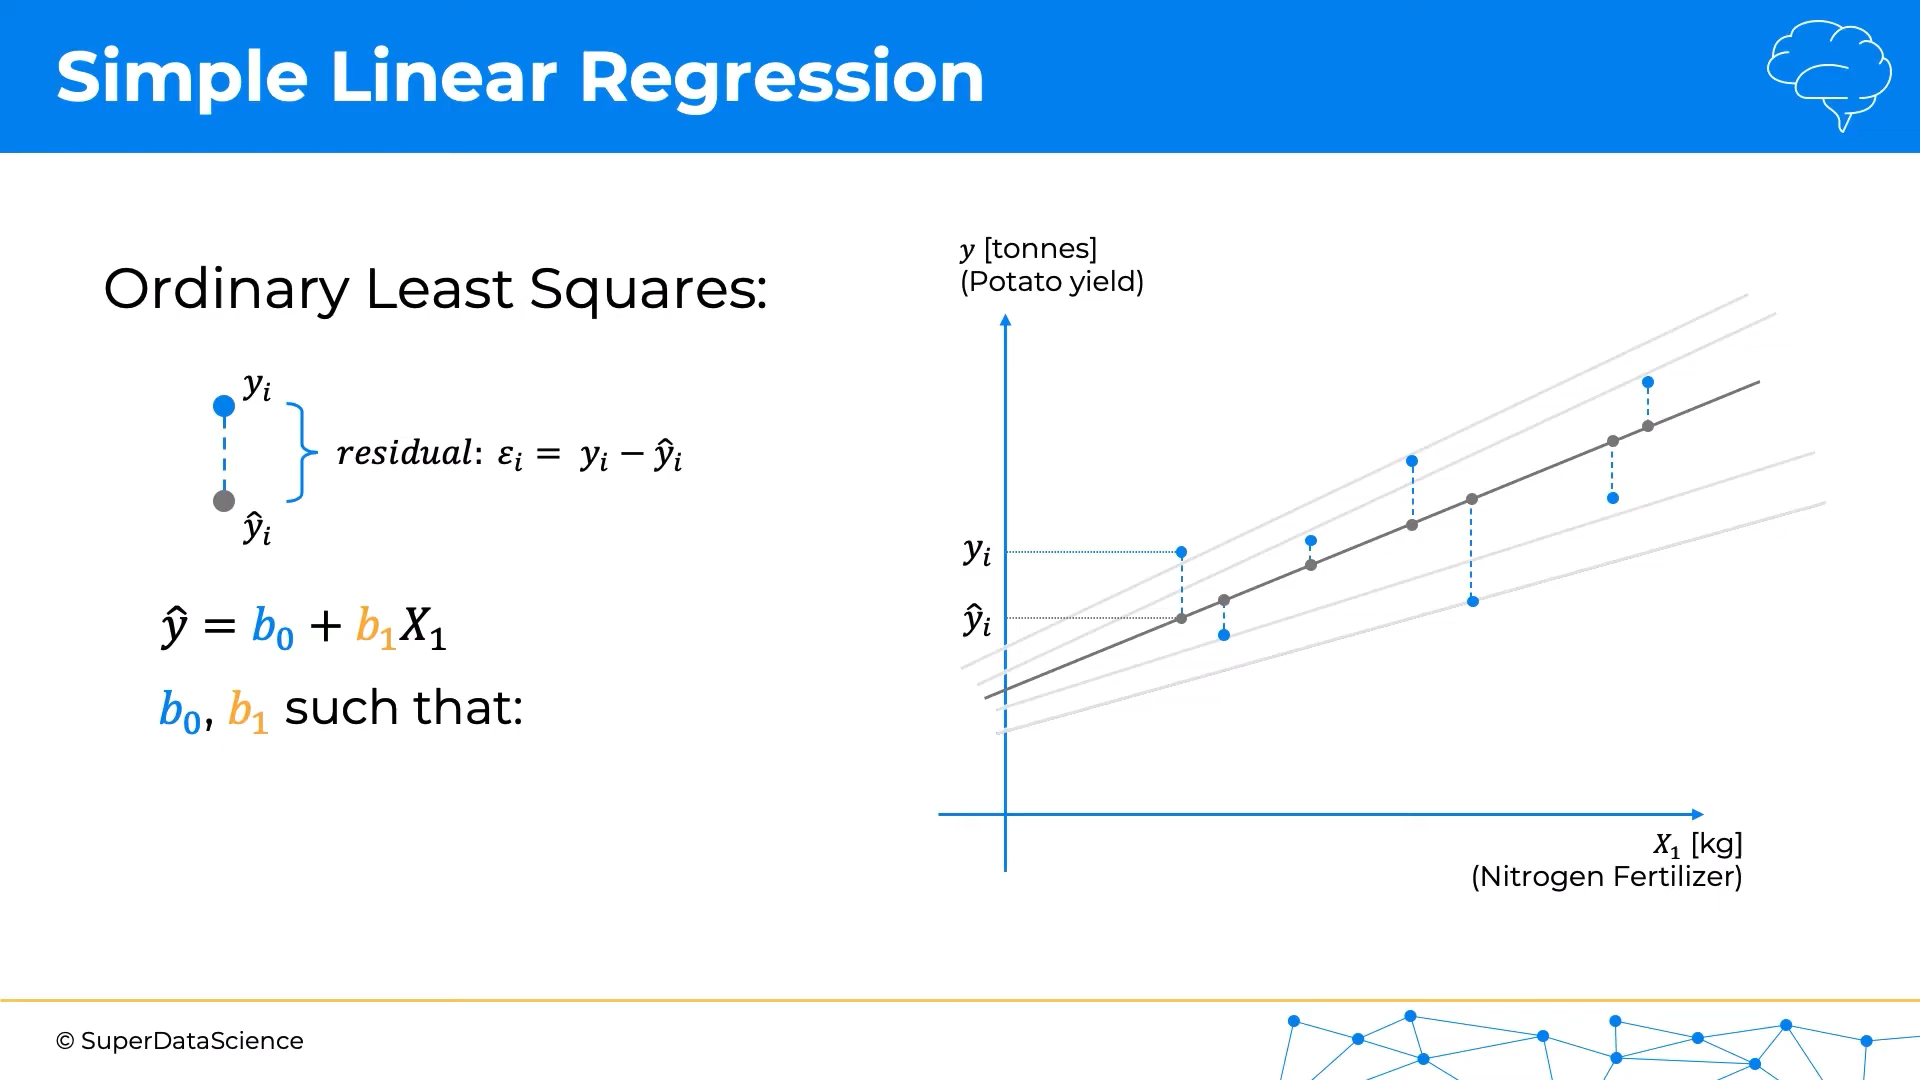 Simple Linear Regression
Ordinary Least Squares:
yᵢ
residual: εᵢ = yᵢ − ŷᵢ
ŷᵢ
ŷ = b₀ + b₁X₁
b₀, b₁ such that:
y [tonnes]
(Potato yield)
yᵢ
ŷᵢ
X₁ [kg]
(Nitrogen Fertilizer)
© SuperDataScience